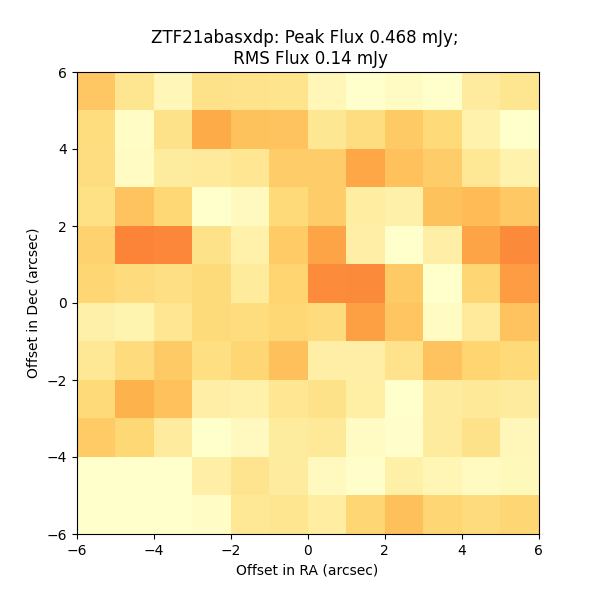 ZTF21abasxdp: Peak Flux 0.468 mJy;
RMS Flux 0.14 mJy
6
4
2
0
−2
−4
−6
Offset in Dec (arcsec)
−6 −4 −2 0 2 4 6
Offset in RA (arcsec)